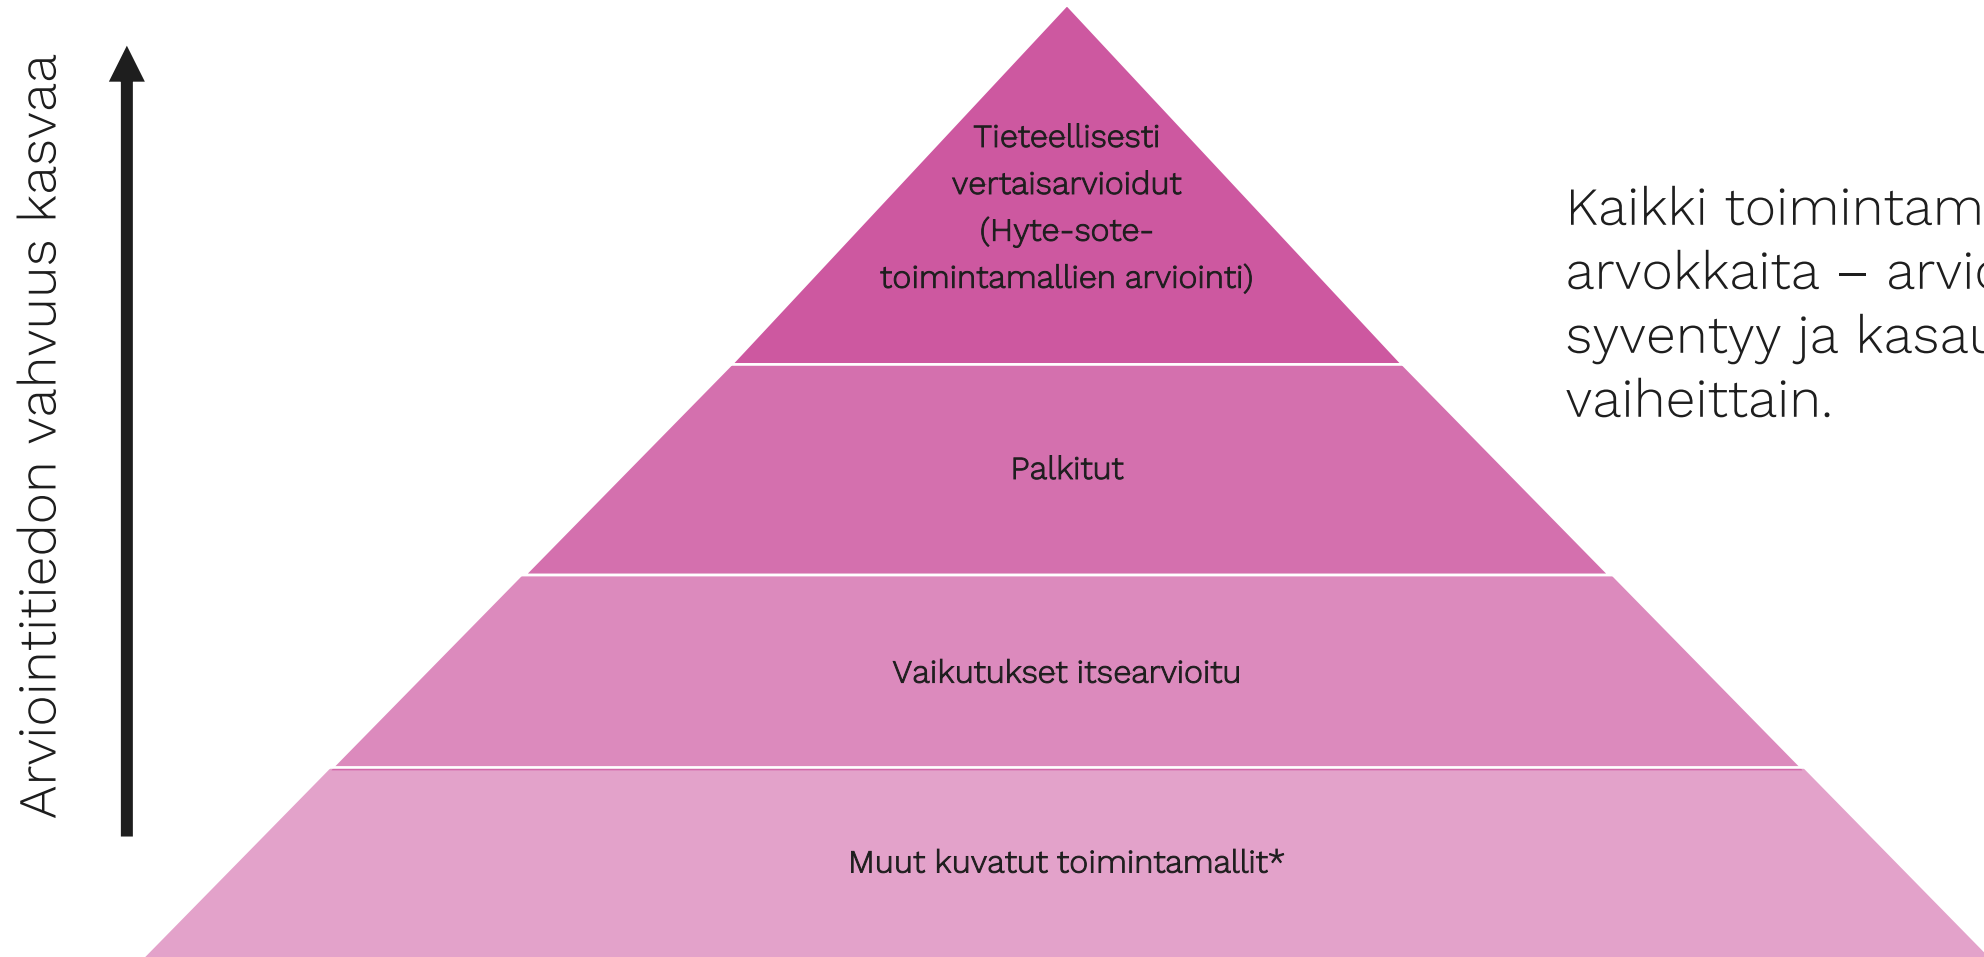 Arviointitiedon vahvuus kasvaa
Tieteellisesti
vertaisarvioidut
(Hyte-sote-
toimintamallien arviointi)
Palkitut
Vaikutukset itsearvioitu
Muut kuvatut toimintamallit*
Kaikki
arvokkaita –
syventyy ja
vaiheittain.